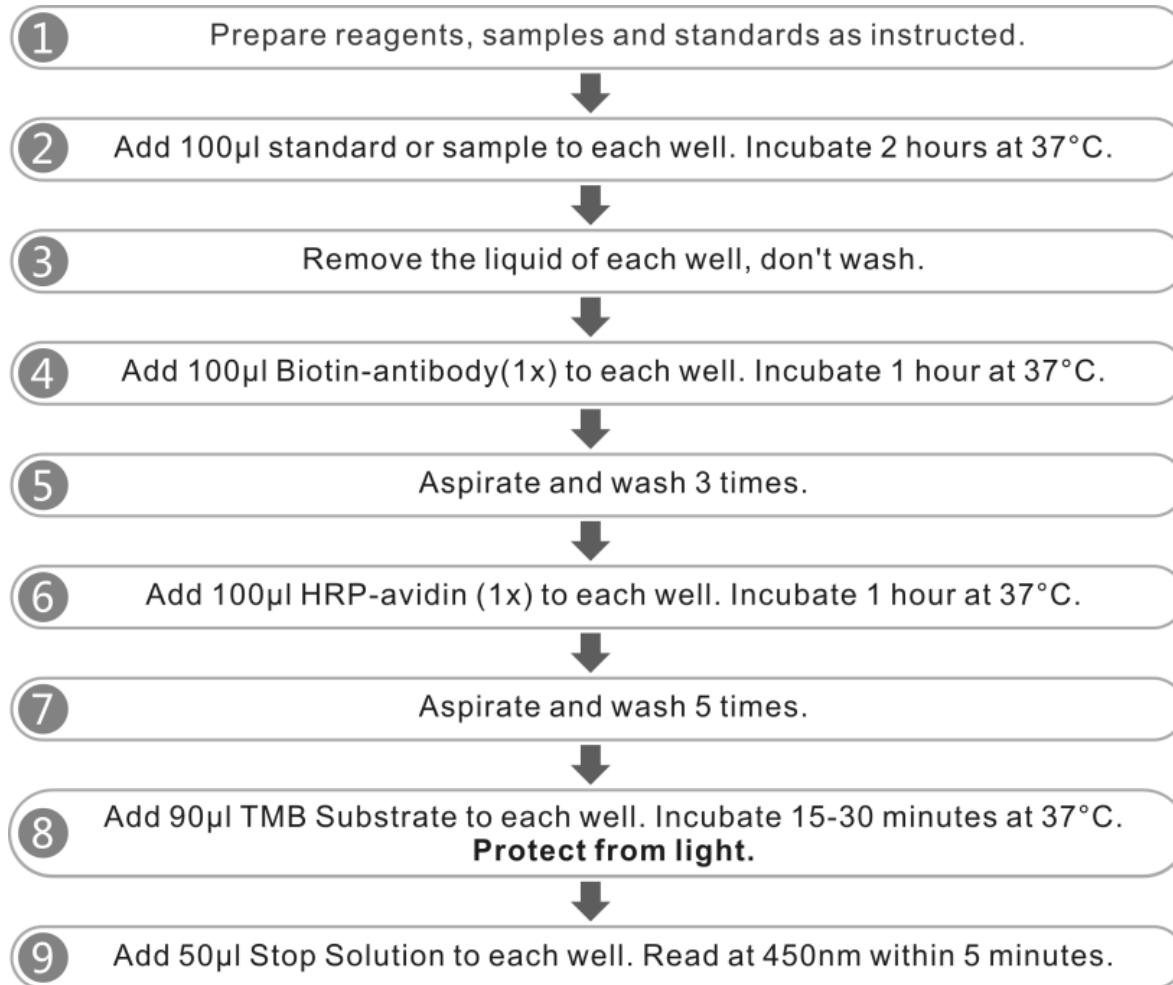 1 Prepare reagents, samples and standards as instructed.
2 Add 100µl standard or sample to each well. Incubate 2 hours at 37°C.
3 Remove the liquid of each well, don't wash.
4 Add 100µl Biotin-antibody(1x) to each well. Incubate 1 hour at 37°C.
5 Aspirate and wash 3 times.
6 Add 100µl HRP-avidin (1x) to each well. Incubate 1 hour at 37°C.
7 Aspirate and wash 5 times.
8 Add 90µl TMB Substrate to each well. Incubate 15-30 minutes at 37°C.
Protect from light.
9 Add 50µl Stop Solution to each well. Read at 450nm within 5 minutes.